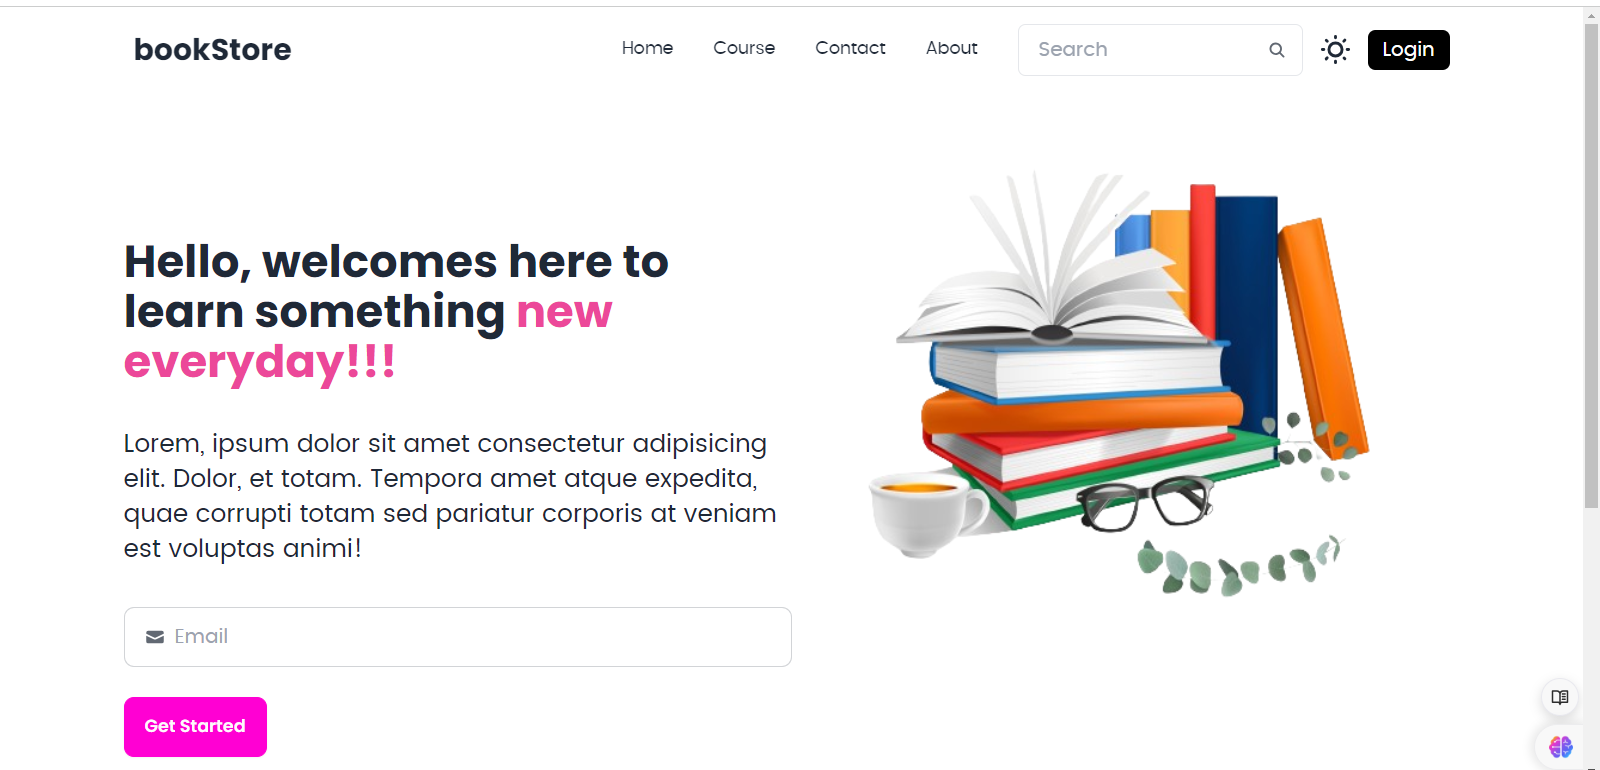 bookStore
Home Course Contact About Search Login
Hello, welcomes here to
learn something new
everyday!!!
Lorem, ipsum dolor sit amet consectetur adipisicing
elit. Dolor, et totam. Tempora amet atque expedita,
quae corrupti totam sed pariatur corporis at veniam
est voluptas animi!
Email
Get Started